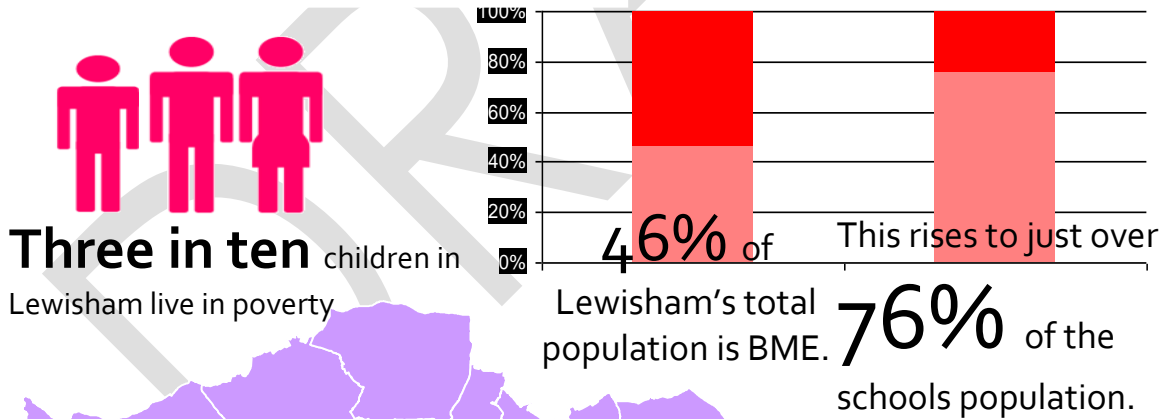 100%
80%
60%
40%
20%
0%
Three in ten children in
Lewisham live in poverty
46% of
Lewisham's total
population is BME.
This rises to just over
76% of the
schools population.